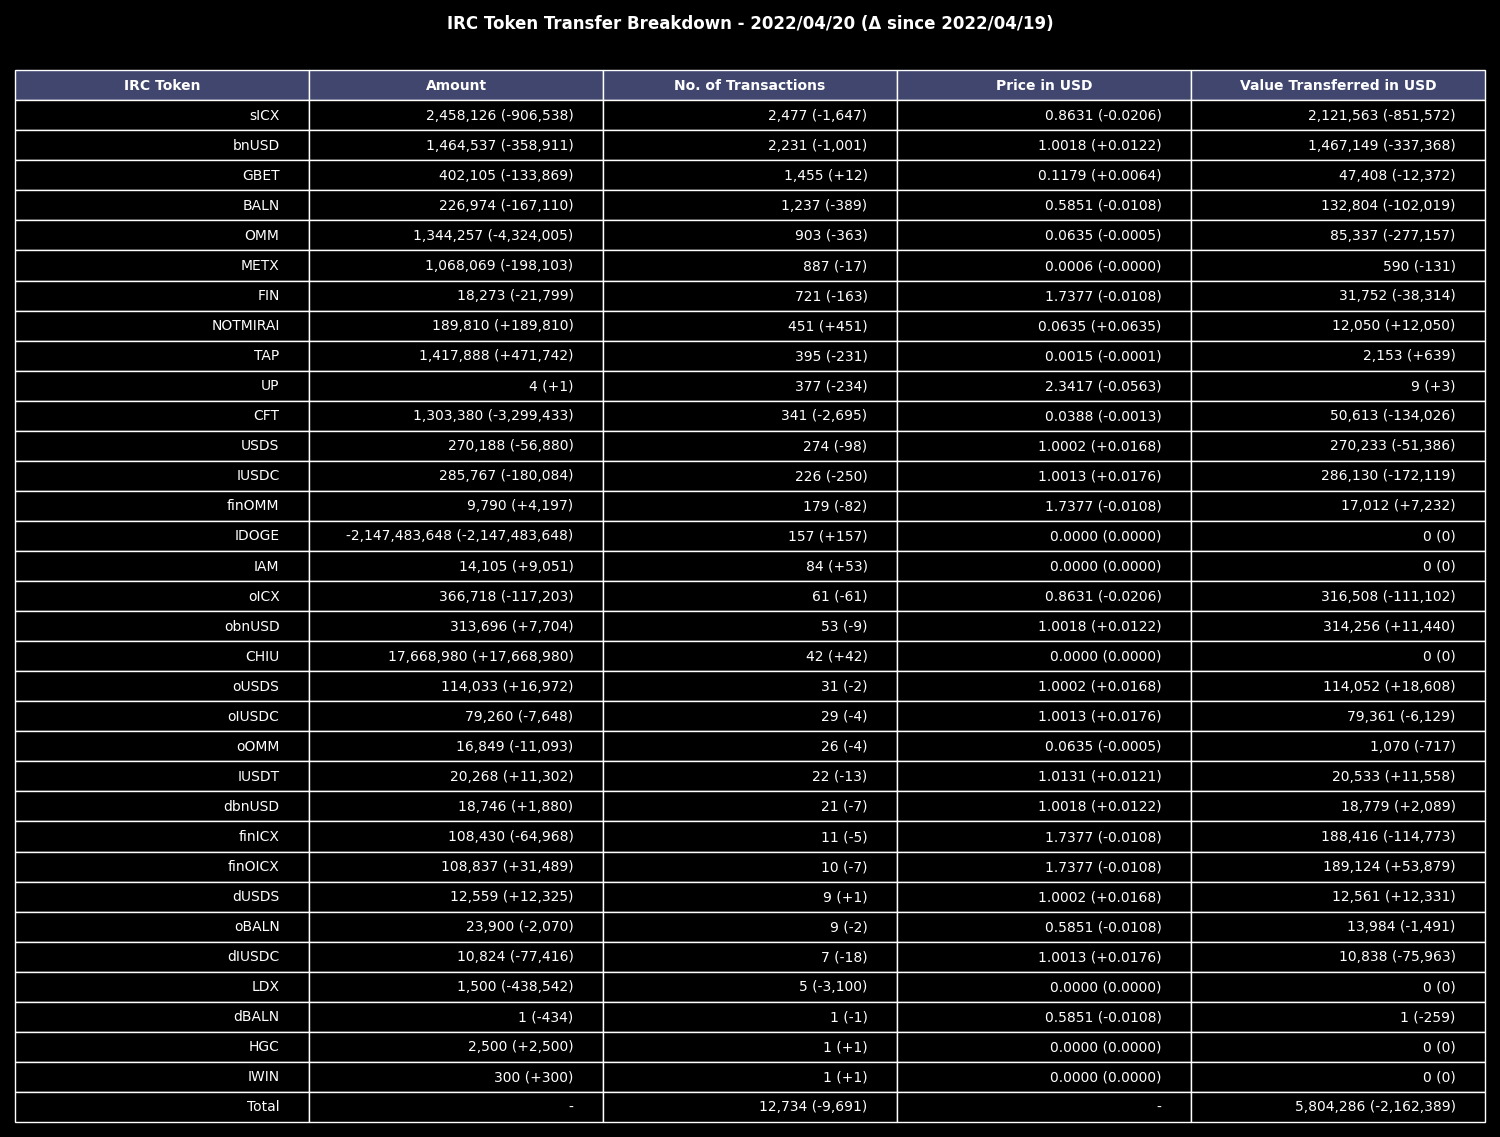 IRC Token Transfer Breakdown - 2022/04/20 (Δ since 2022/04/19)
IRC Token Amount No. of Transactions Price in USD Value Transferred in USD
sICX 2,458,126 (-906,538) 2,477 (-1,647) 0.8631 (-0.0206) 2,121,563 (-851,572)
bnUSD 1,464,537 (-358,911) 2,231 (-1,001) 1.0018 (+0.0122) 1,467,149 (-337,368)
GBET 402,105 (-133,869) 1,455 (+12) 0.1179 (+0.0064) 47,408 (-12,372)
BALN 226,974 (-167,110) 1,237 (-389) 0.5851 (-0.0108) 132,804 (-102,019)
OMM 1,344,257 (-4,324,005) 903 (-363) 0.0635 (-0.0005) 85,337 (-277,157)
METX 1,068,069 (-198,103) 887 (-17) 0.0006 (-0.0000) 590 (-131)
FIN 18,273 (-21,799) 721 (-163) 1.7377 (-0.0108) 31,752 (-38,314)
NOTMIRAI 189,810 (+189,810) 451 (+451) 0.0635 (+0.0635) 12,050 (+12,050)
TAP 1,417,888 (+471,742) 395 (-231) 0.0015 (-0.0001) 2,153 (+639)
UP 4 (+1) 377 (-234) 2.3417 (-0.0563) 9 (+3)
CFT 1,303,380 (-3,299,433) 341 (-2,695) 0.0388 (-0.0013) 50,613 (-134,026)
USDS 270,188 (-56,880) 274 (-98) 1.0002 (+0.0168) 270,233 (-51,386)
IUSDC 285,767 (-180,084) 226 (-250) 1.0013 (+0.0176) 286,130 (-172,119)
finOMM 9,790 (+4,197) 179 (-82) 1.7377 (-0.0108) 17,012 (+7,232)
IDOGE -2,147,483,648 (-2,147,483,648) 157 (+157) 0.0000 (0.0000) 0 (0)
IAM 14,105 (+9,051) 84 (+53) 0.0000 (0.0000) 0 (0)
oICX 366,718 (-117,203) 61 (-61) 0.8631 (-0.0206) 316,508 (-111,102)
obnUSD 313,696 (+7,704) 53 (-9) 1.0018 (+0.0122) 314,256 (+11,440)
CHIU 17,668,980 (+17,668,980) 42 (+42) 0.0000 (0.0000) 0 (0)
oUSDS 114,033 (+16,972) 31 (-2) 1.0002 (+0.0168) 114,052 (+18,608)
oIUSDC 79,260 (-7,648) 29 (-4) 1.0013 (+0.0176) 79,361 (-6,129)
oOMM 16,849 (-11,093) 26 (-4) 0.0635 (-0.0005) 1,070 (-717)
IUSDT 20,268 (+11,302) 22 (-13) 1.0131 (+0.0121) 20,533 (+11,558)
dbnUSD 18,746 (+1,880) 21 (-7) 1.0018 (+0.0122) 18,779 (+2,089)
finICX 108,430 (-64,968) 11 (-5) 1.7377 (-0.0108) 188,416 (-114,773)
finOICX 108,837 (+31,489) 10 (-7) 1.7377 (-0.0108) 189,124 (+53,879)
dUSDS 12,559 (+12,325) 9 (+1) 1.0002 (+0.0168) 12,561 (+12,331)
oBALN 23,900 (-2,070) 9 (-2) 0.5851 (-0.0108) 13,984 (-1,491)
dIUSDC 10,824 (-77,416) 7 (-18) 1.0013 (+0.0176) 10,838 (-75,963)
LDX 1,500 (-438,542) 5 (-3,100) 0.0000 (0.0000) 0 (0)
dBALN 1 (-434) 1 (-1) 0.5851 (-0.0108) 1 (-259)
HGC 2,500 (+2,500) 1 (+1) 0.0000 (0.0000) 0 (0)
IWIN 300 (+300) 1 (+1) 0.0000 (0.0000) 0 (0)
Total - 12,734 (-9,691) - 5,804,286 (-2,162,389)